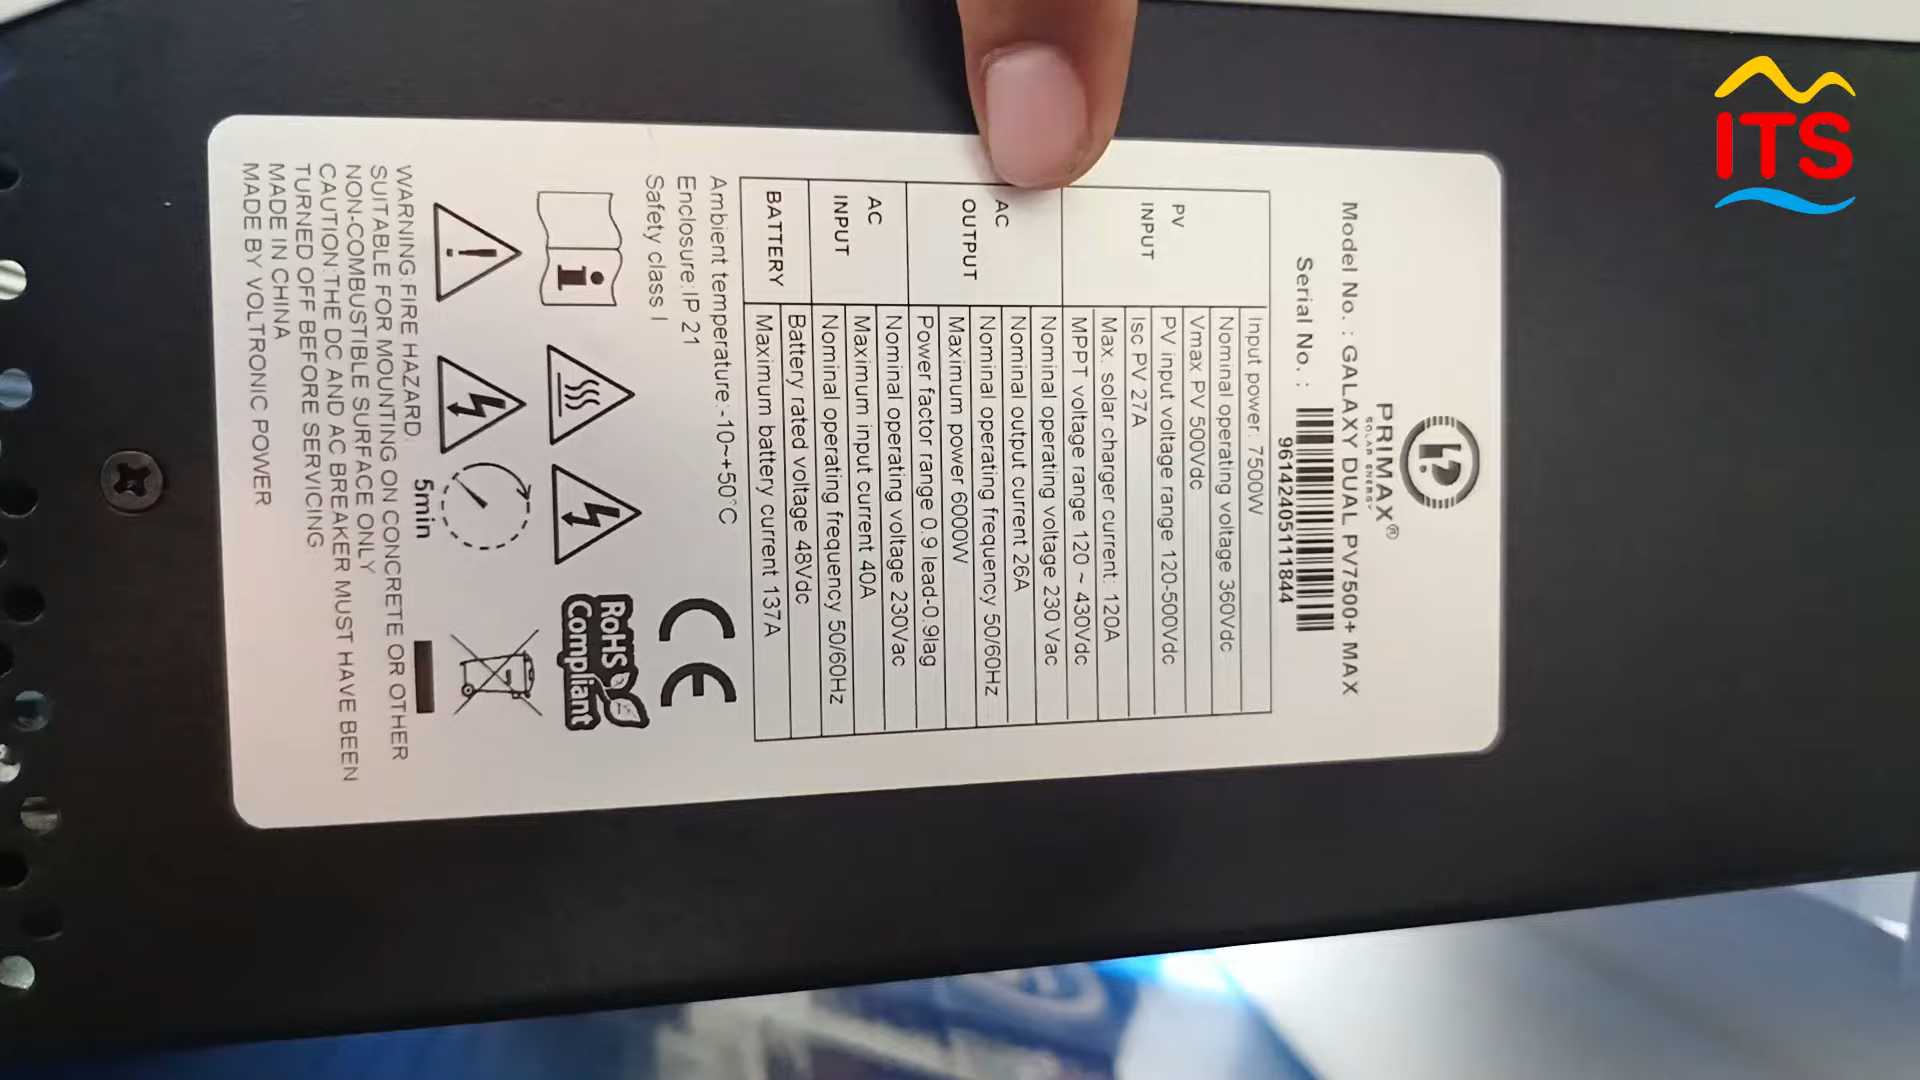 ITS
PRIMAX®
SOLAR ENERGY
Model No. : GALAXY DUAL PV7500+ MAX
Serial No. :
96142405111844
PV
INPUT
Input power: 7500W
Nominal operating voltage 360Vdc
Vmax PV 500Vdc
PV input voltage range 120-500Vdc
Isc PV 27A
Max. solar charger current: 120A
MPPT voltage range 120 ~ 430Vdc
AC
OUTPUT
Nominal operating voltage 230 Vac
Nominal output current 26A
Nominal operating frequency 50/60Hz
Maximum power 6000W
Power factor range 0.9 lead-0.9lag
AC
INPUT
Nominal operating voltage 230Vac
Maximum input current 40A
Nominal operating frequency 50/60Hz
BATTERY
Battery rated voltage 48Vdc
Maximum battery current 137A
Ambient temperature:-10~+50°C
Enclosure:IP 21
Safety class I
CE
RoHS
Compliant
5min
WARNING:FIRE HAZARD.
SUITABLE FOR MOUNTING ON CONCRETE OR OTHER
NON-COMBUSTIBLE SURFACE ONLY
CAUTION:THE DC AND AC BREAKER MUST HAVE BEEN
TURNED OFF BEFORE SERVICING.
MADE IN CHINA
MADE BY VOLTRONIC POWER